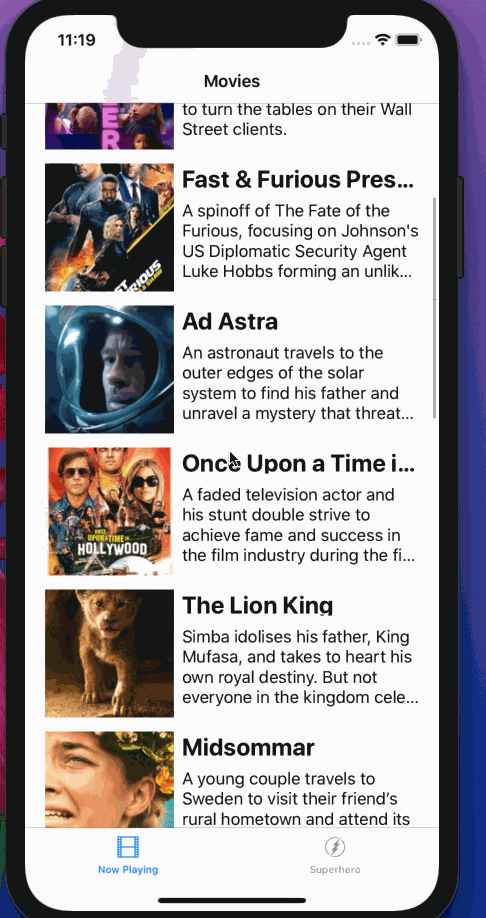 11:19
Movies
to turn the tables on their Wall
Street clients.
Fast & Furious Pres...
A spinoff of The Fate of the
Furious, focusing on Johnson's
US Diplomatic Security Agent
Luke Hobbs forming an unlik...
Ad Astra
An astronaut travels to the
outer edges of the solar
system to find his father and
unravel a mystery that threat...
Once Upon a Time i...
A faded television actor and
his stunt double strive to
achieve fame and success in
the film industry during the fi...
ONCE
UPON A TIME IN
HOLLYWOOD
The Lion King
Simba idolises his father, King
Mufasa, and takes to heart his
own royal destiny. But not
everyone in the kingdom cele...
Midsommar
A young couple travels to
Sweden to visit their friend's
rural hometown and attend its
Now Playing
Superhero